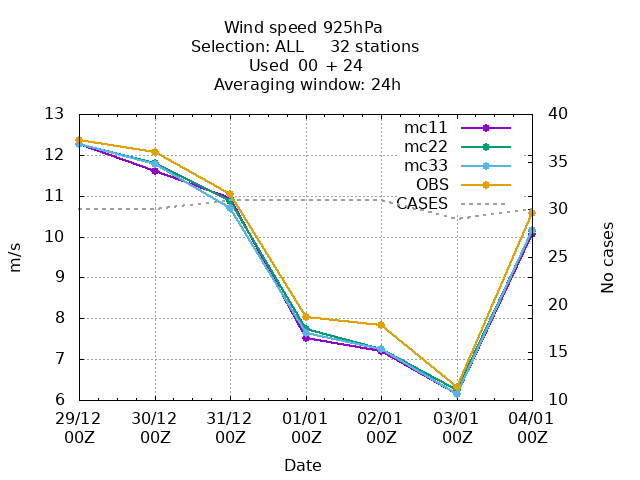 Wind speed 925hPa
Selection: ALL 32 stations
Used 00 + 24
Averaging window: 24h
13
12
11
10
9
8
7
6
m/s
40
35
30
25
20
15
10
No cases
mc11
mc22
mc33
OBS
CASES
29/12 30/12 31/12 01/01 02/01 03/01 04/01
00Z 00Z 00Z 00Z 00Z 00Z 00Z
Date